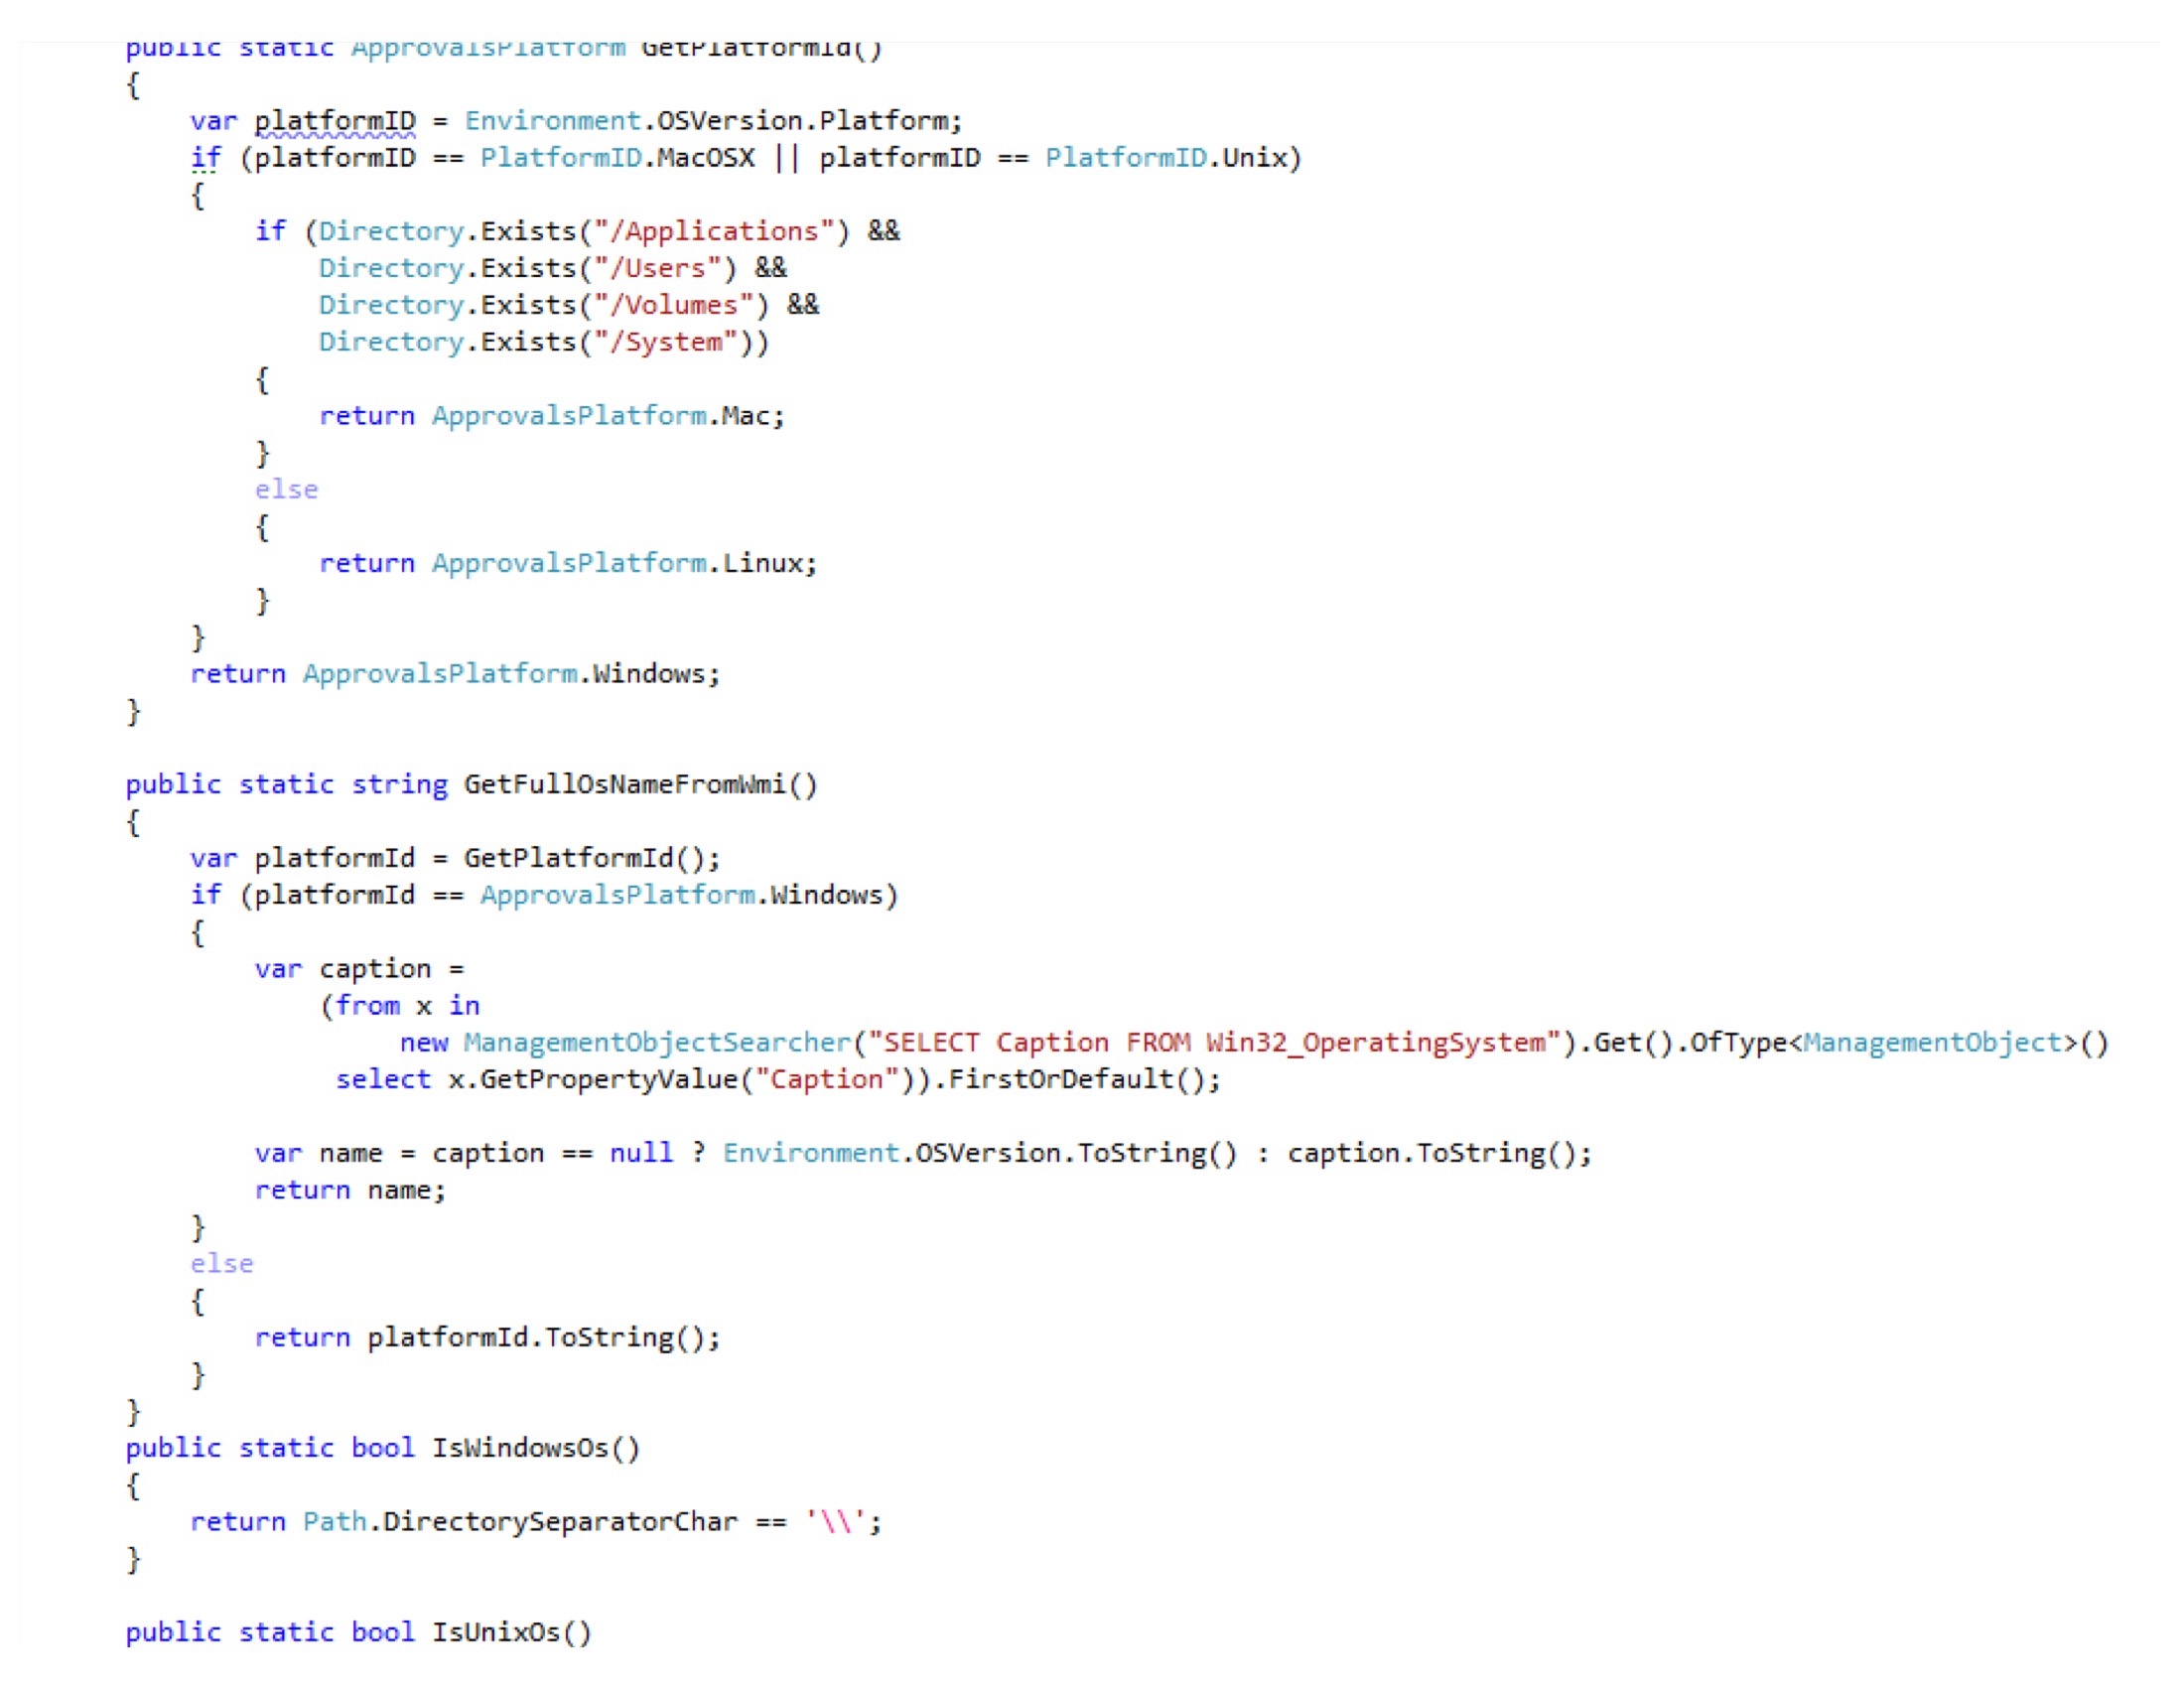 public static ApprovalsPlatform GetPlatformId()
{
    var platformID = Environment.OSVersion.Platform;
    if (platformID == PlatformID.MacOSX || platformID == PlatformID.Unix)
    {
        if (Directory.Exists("/Applications") &&
            Directory.Exists("/Users") &&
            Directory.Exists("/Volumes") &&
            Directory.Exists("/System"))
        {
            return ApprovalsPlatform.Mac;
        }
        else
        {
            return ApprovalsPlatform.Linux;
        }
    }
    return ApprovalsPlatform.Windows;
}
public static string GetFullOsNameFromWmi()
{
    var platformId = GetPlatformId();
    if (platformId == ApprovalsPlatform.Windows)
    {
        var caption =
            (from x in
                 new ManagementObjectSearcher("SELECT Caption FROM Win32_OperatingSystem").Get().OfType<ManagementObject>()
             select x.GetPropertyValue("Caption")).FirstOrDefault();
        var name = caption == null ? Environment.OSVersion.ToString() : caption.ToString();
        return name;
    }
    else
    {
        return platformId.ToString();
    }
}
public static bool IsWindowsOs()
{
    return Path.DirectorySeparatorChar == '\\';
}
public static bool IsUnixOs()